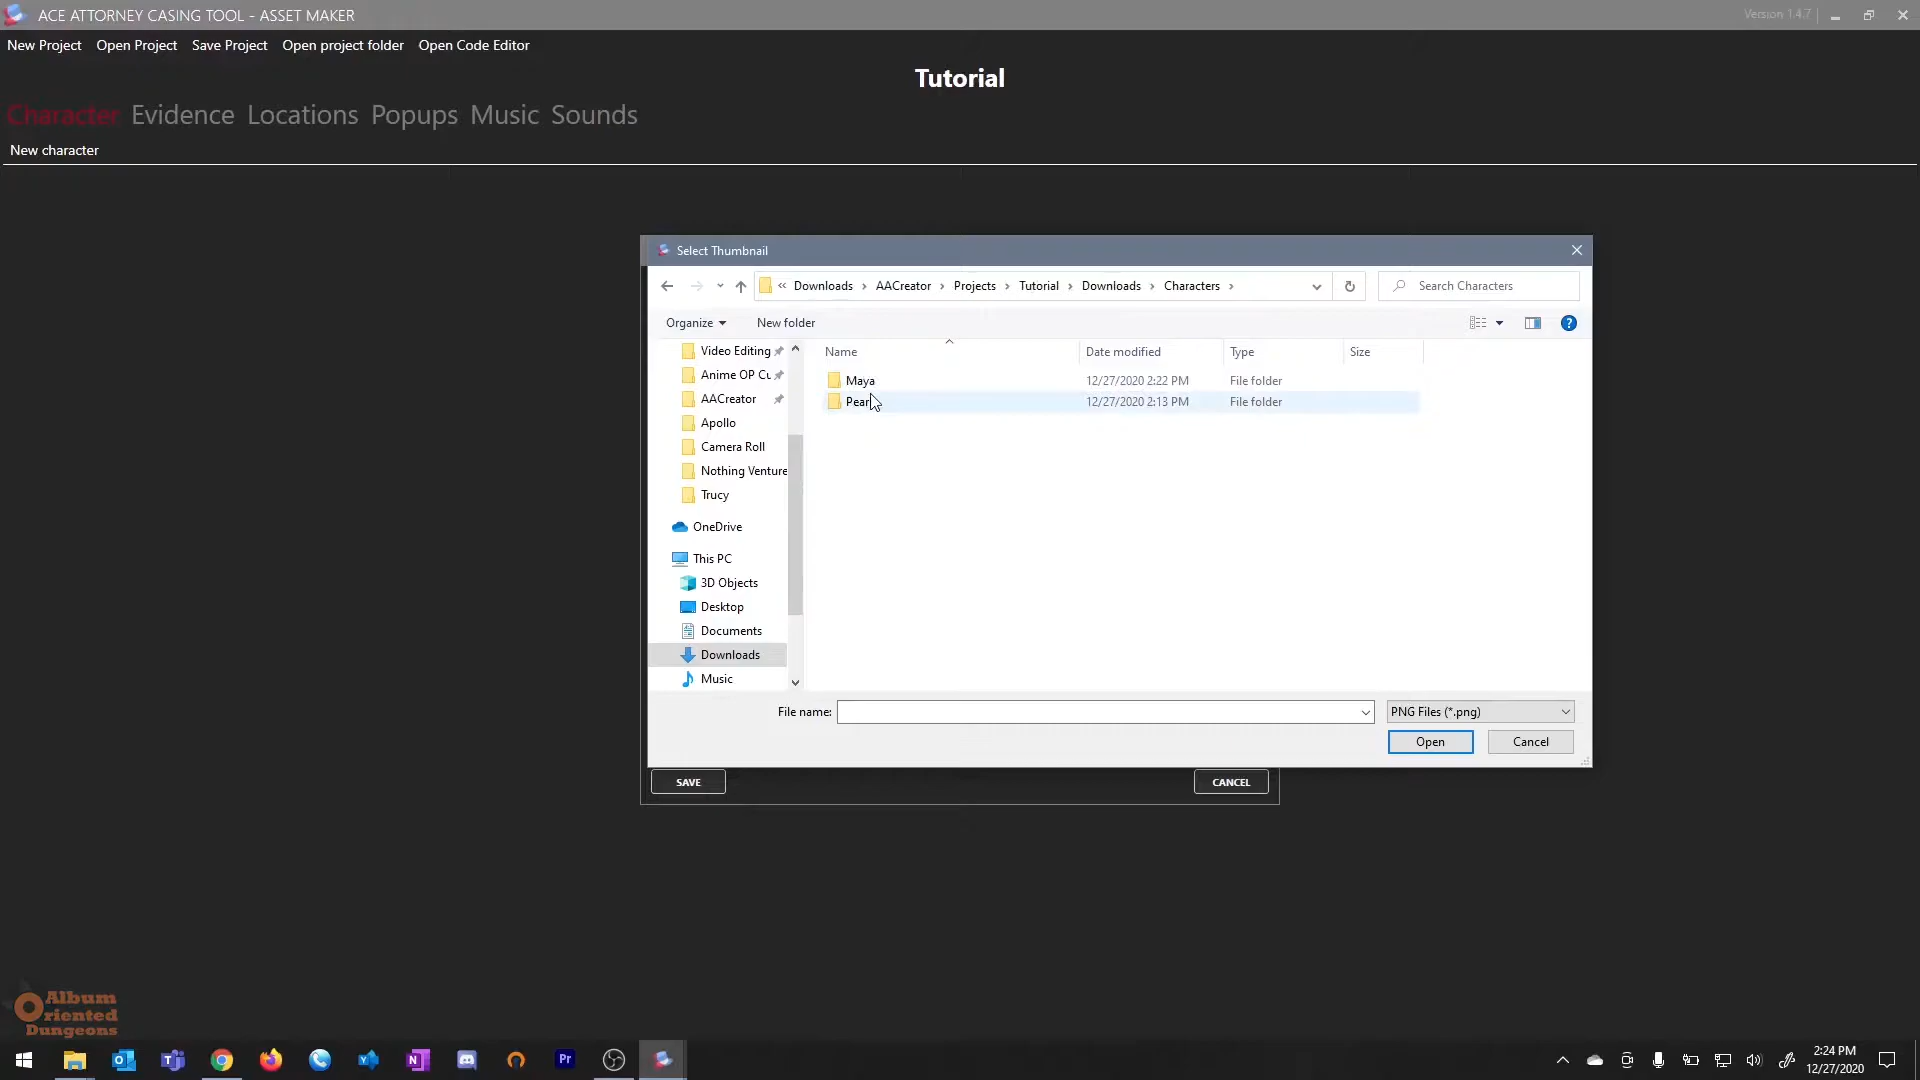 ACE ATTORNEY CASING TOOL - ASSET MAKER
Version 1.4.7
New Project Open Project Save Project Open project folder Open Code Editor
Tutorial
Character Evidence Locations Popups Music Sounds
New character
Select Thumbnail
« Downloads › AACreator › Projects › Tutorial › Downloads › Characters ›
Search Characters
Organize New folder
Name Date modified Type Size
Maya 12/27/2020 2:22 PM File folder
Pearl 12/27/2020 2:13 PM File folder
Video Editing
Anime OP Cu
AACreator
Apollo
Camera Roll
Nothing Venture
Trucy
OneDrive
This PC
3D Objects
Desktop
Documents
Downloads
Music
File name: PNG Files (*.png)
Open Cancel
SAVE CANCEL
Album
Oriented
Dungeons
2:24 PM
12/27/2020